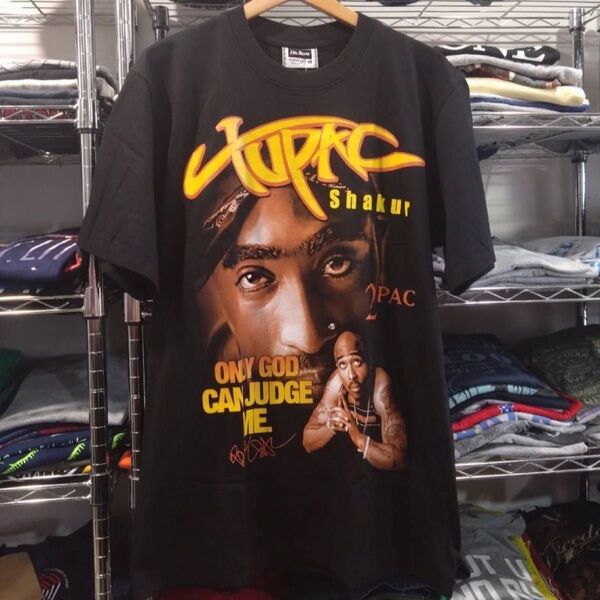 Tupac
Shakur
2PAC
ONLY GOD
CAN JUDGE
ME.